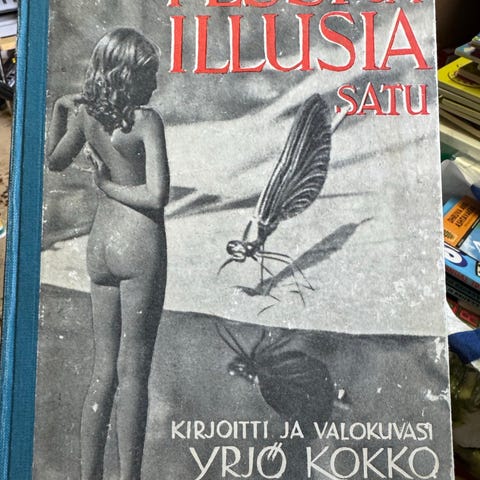 ILLUSIA
SATU
KIRJOITTI JA VALOKUVASI
YRJÖ KOKKO